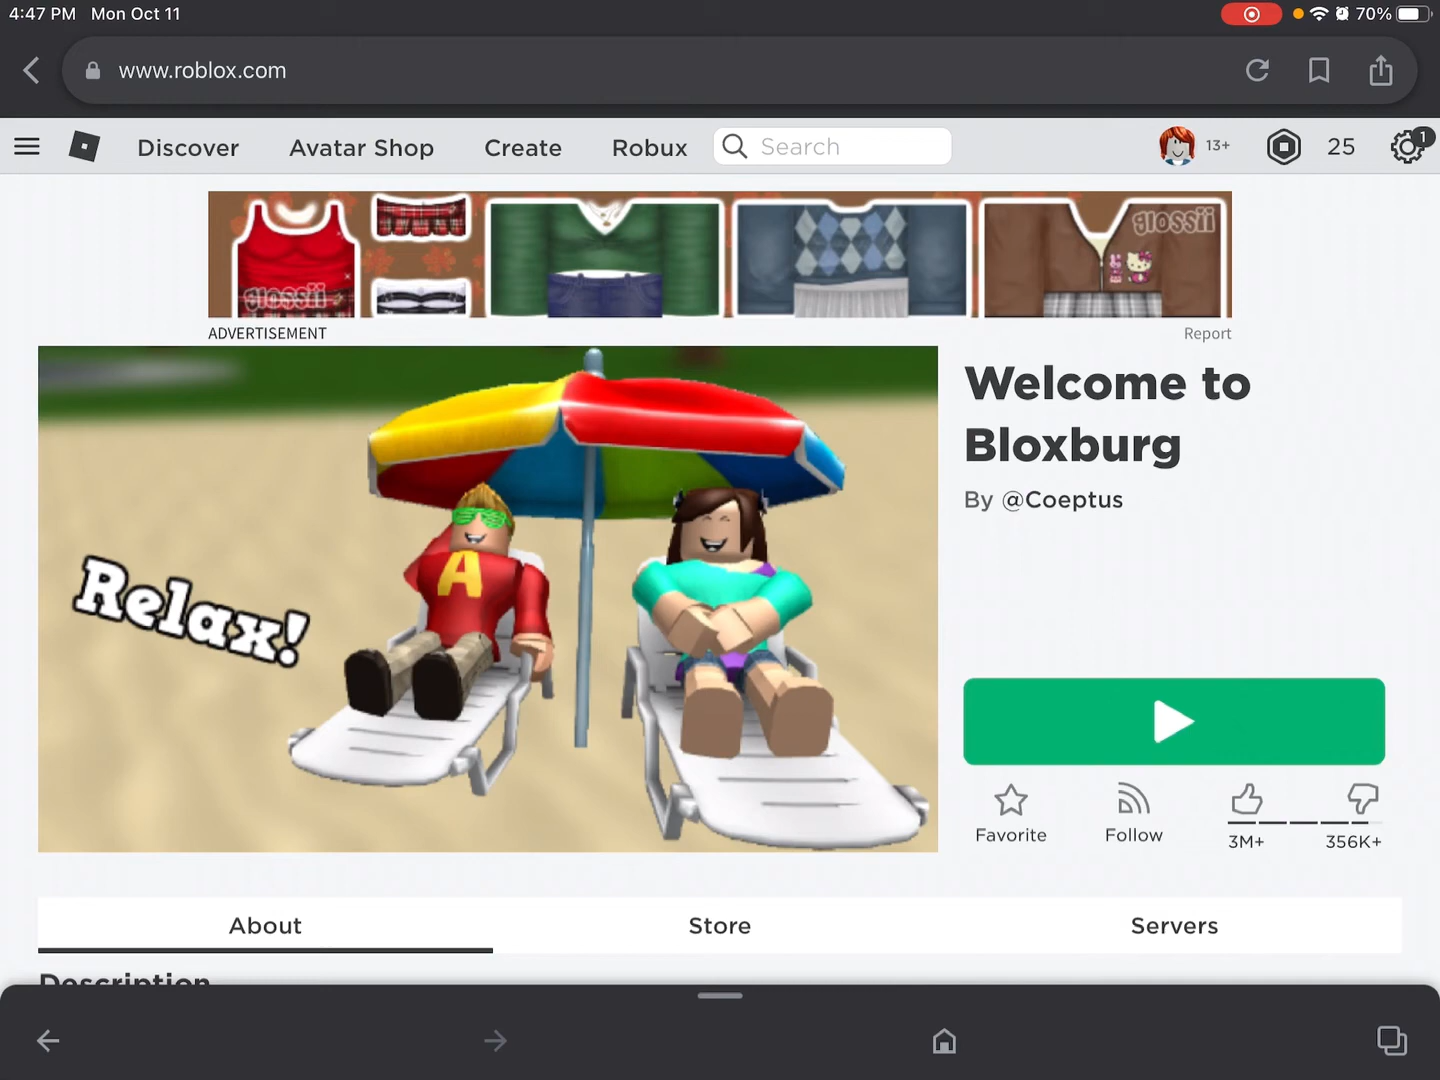 4:47 PM Mon Oct 11
70%
www.roblox.com
Discover
Avatar Shop
Create
Robux
Search
13+
25
1
glossii
glossii
ADVERTISEMENT
Report
Relax!
A
Welcome to
Bloxburg
By @Coeptus
Favorite
Follow
3M+
356K+
About
Store
Servers
Description